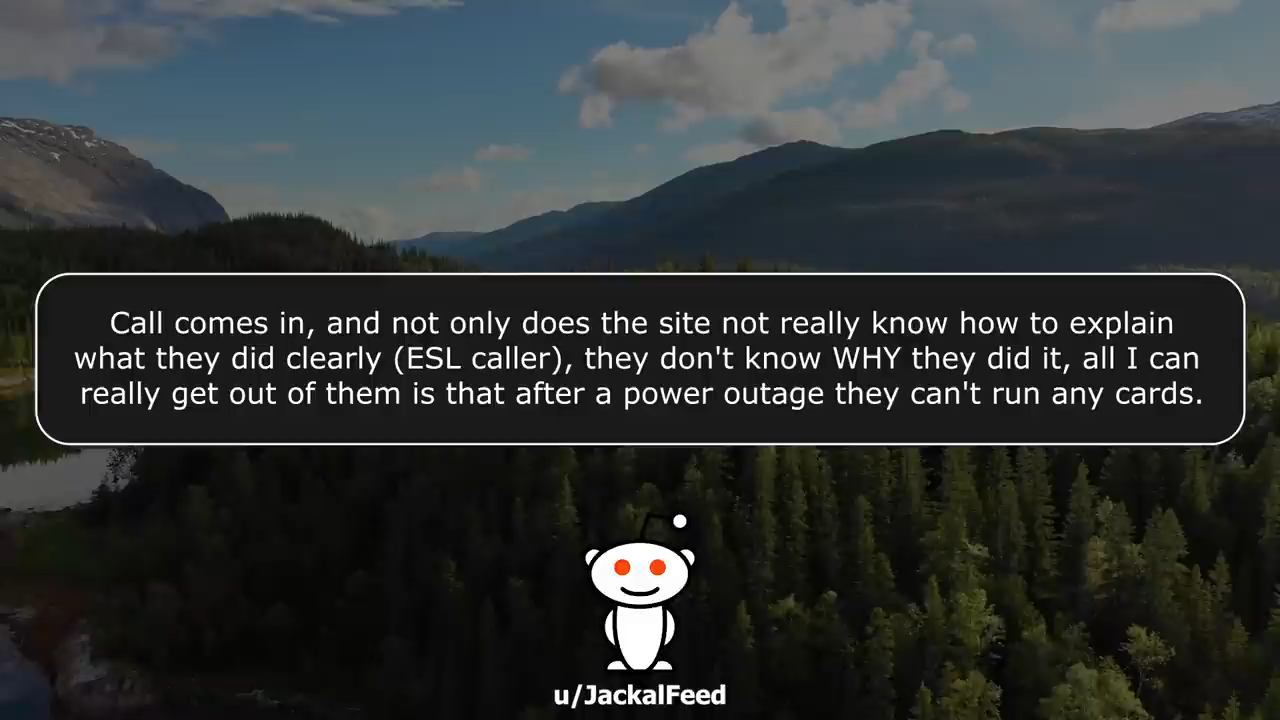 Call comes in, and not only does the site not really know how to explain
what they did clearly (ESL caller), they don't know WHY they did it, all I can
really get out of them is that after a power outage they can't run any cards.
u/JackalFeed